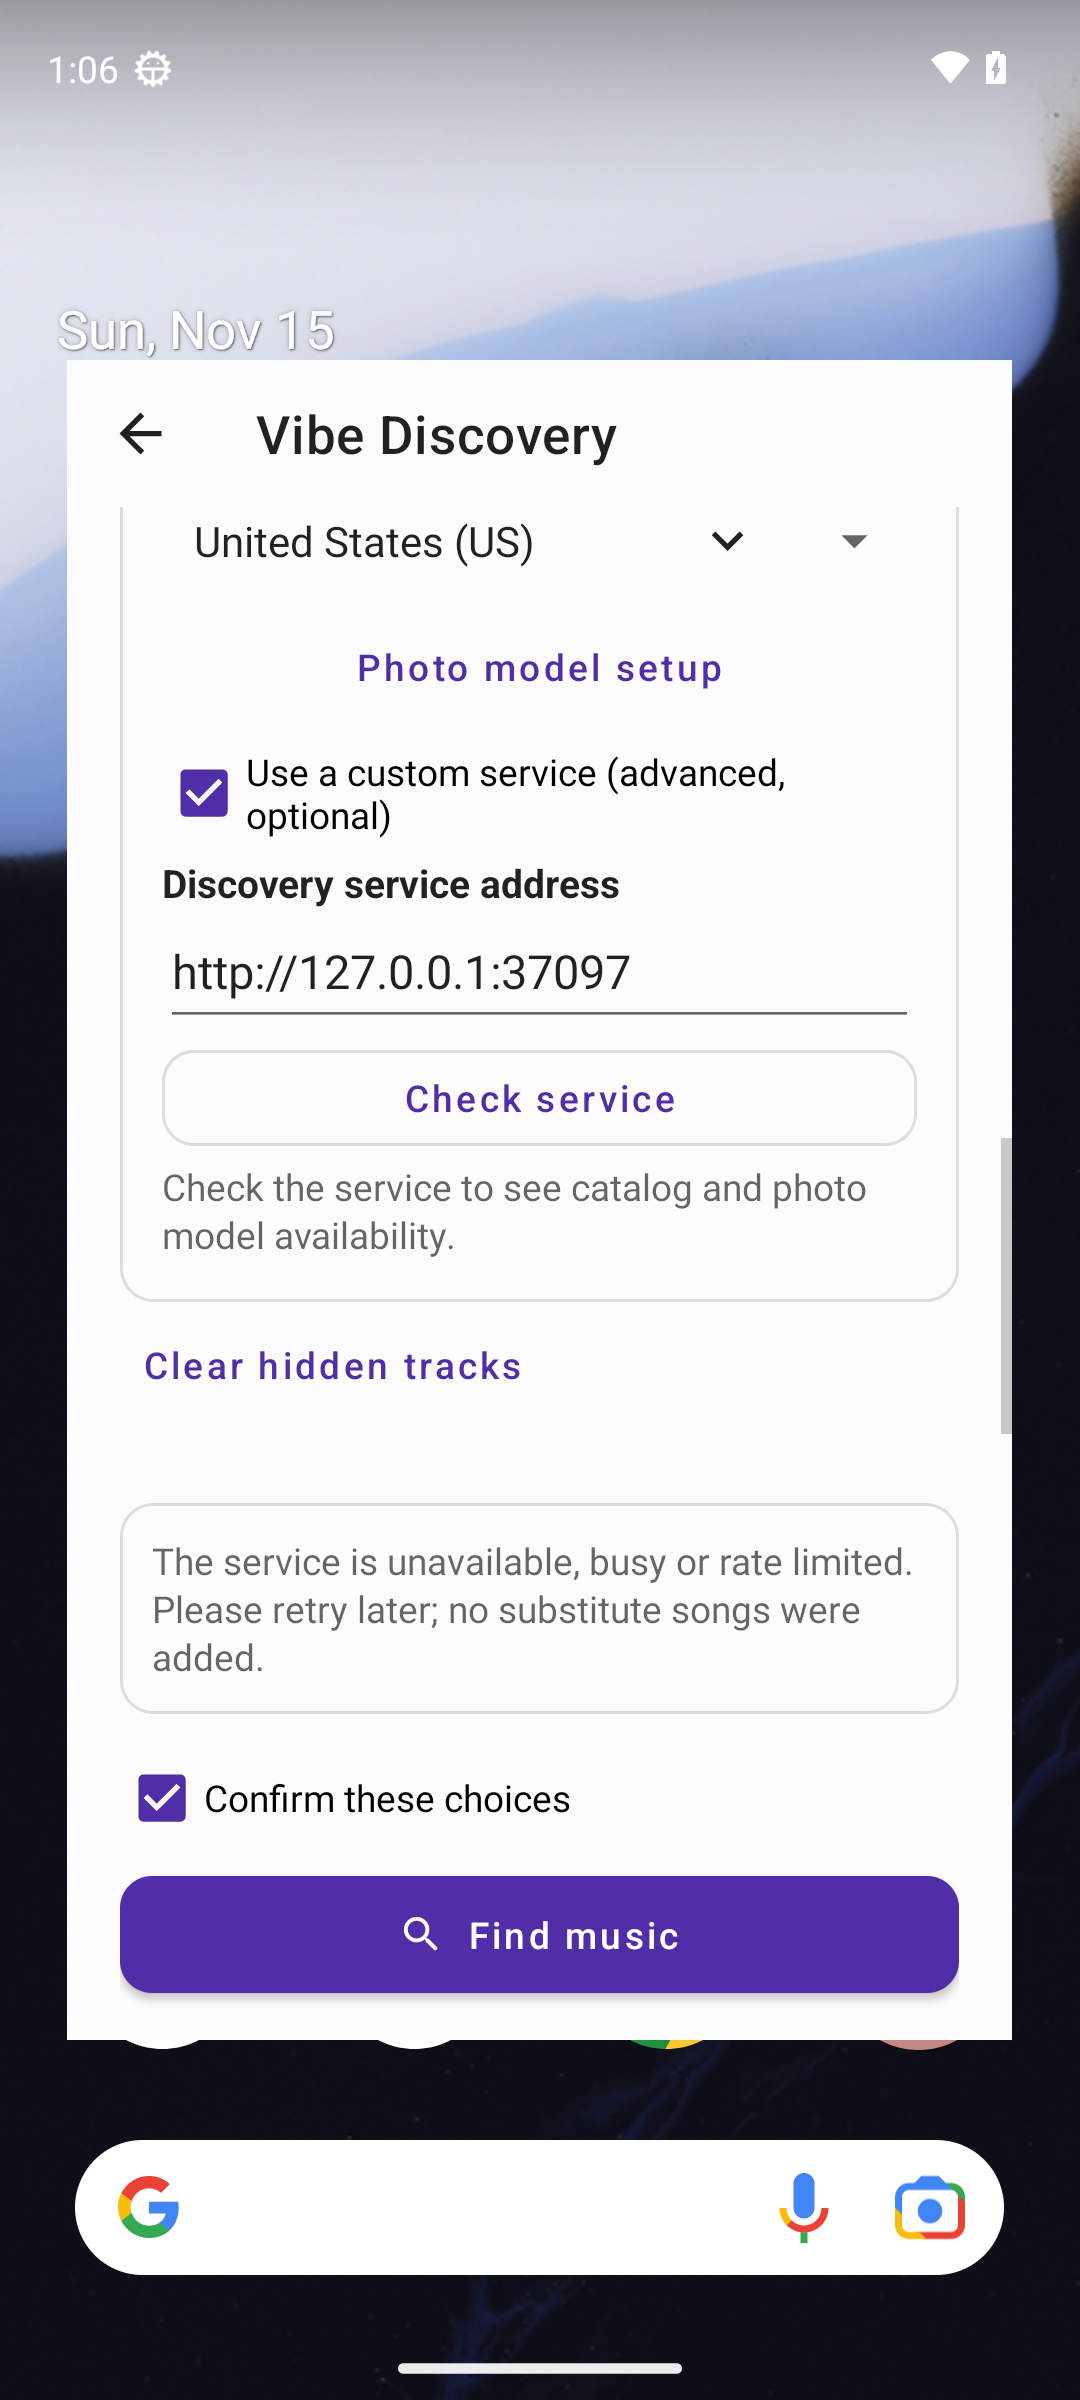 1:06
Sun, Nov 15
Vibe Discovery
United States (US)
Photo model setup
Use a custom service (advanced,
optional)
Discovery service address
http://127.0.0.1:37097
Check service
Check the service to see catalog and photo
model availability.
Clear hidden tracks
The service is unavailable, busy or rate limited.
Please retry later; no substitute songs were
added.
Confirm these choices
Find music